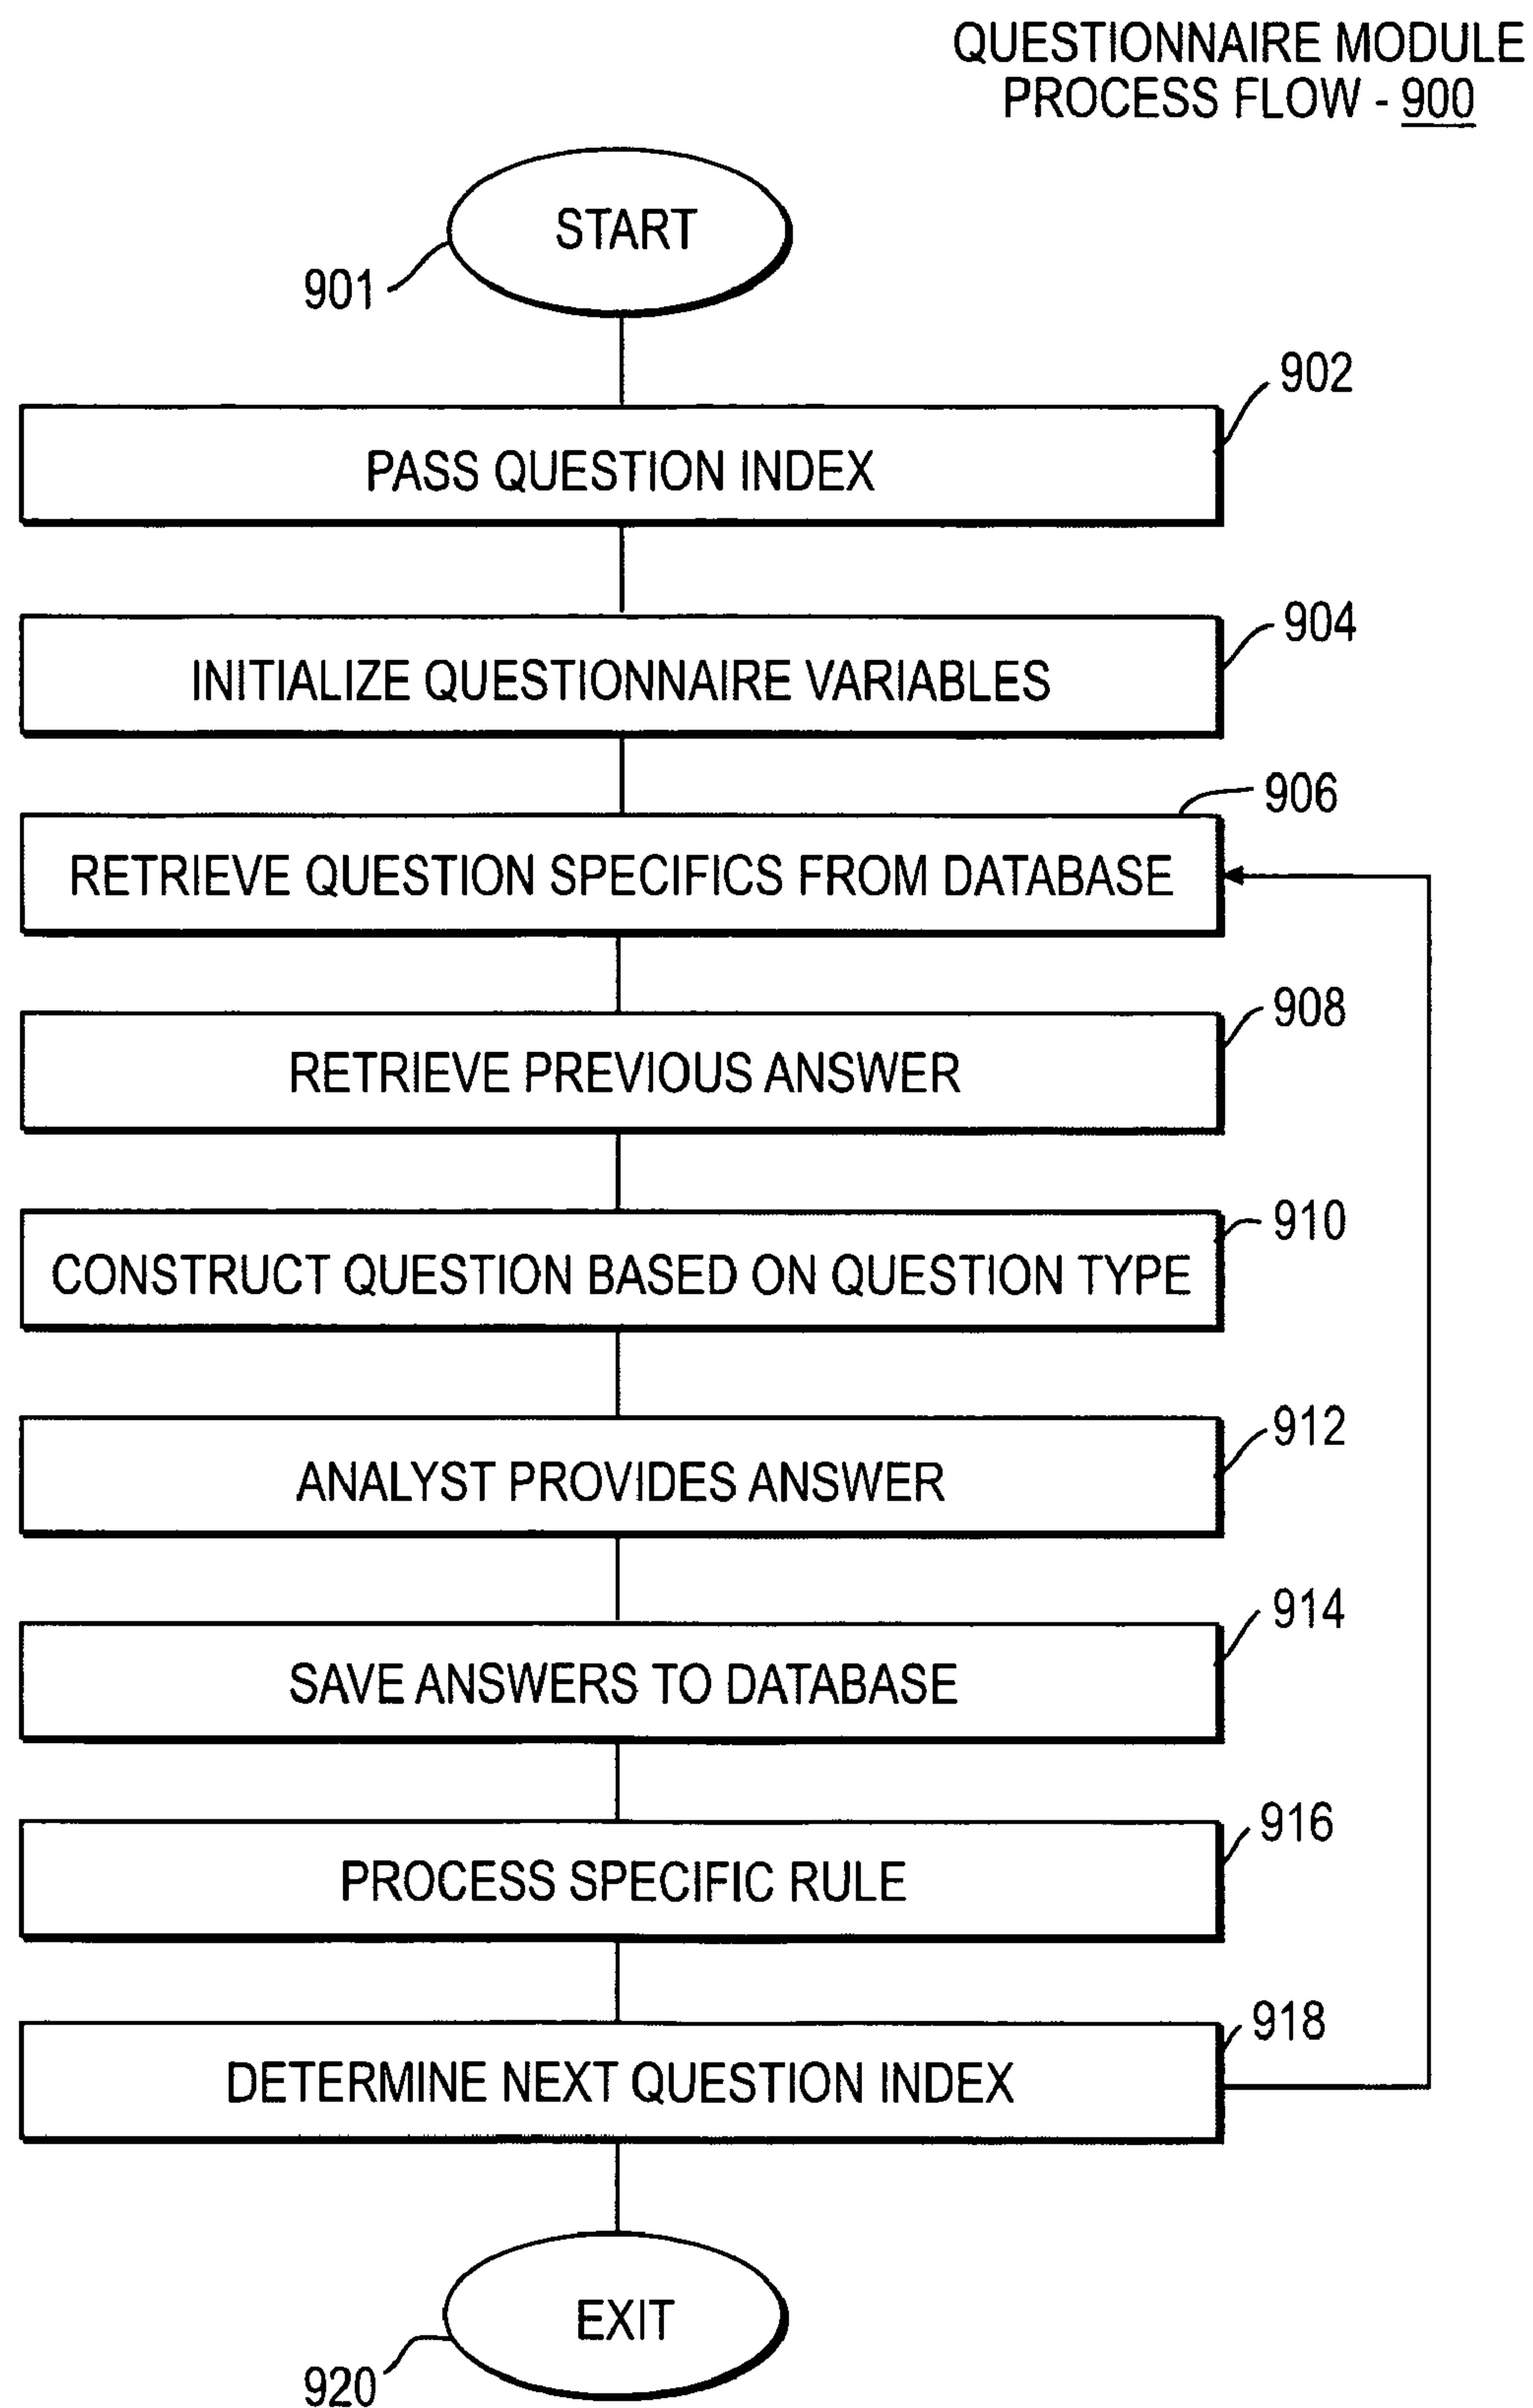 QUESTIONNAIRE MODULE
PROCESS FLOW - 900
START
901
902
PASS QUESTION INDEX
904
INITIALIZE QUESTIONNAIRE VARIABLES
906
RETRIEVE QUESTION SPECIFICS FROM DATABASE
908
RETRIEVE PREVIOUS ANSWER
910
CONSTRUCT QUESTION BASED ON QUESTION TYPE
912
ANALYST PROVIDES ANSWER
914
SAVE ANSWERS TO DATABASE
916
PROCESS SPECIFIC RULE
918
DETERMINE NEXT QUESTION INDEX
EXIT
920